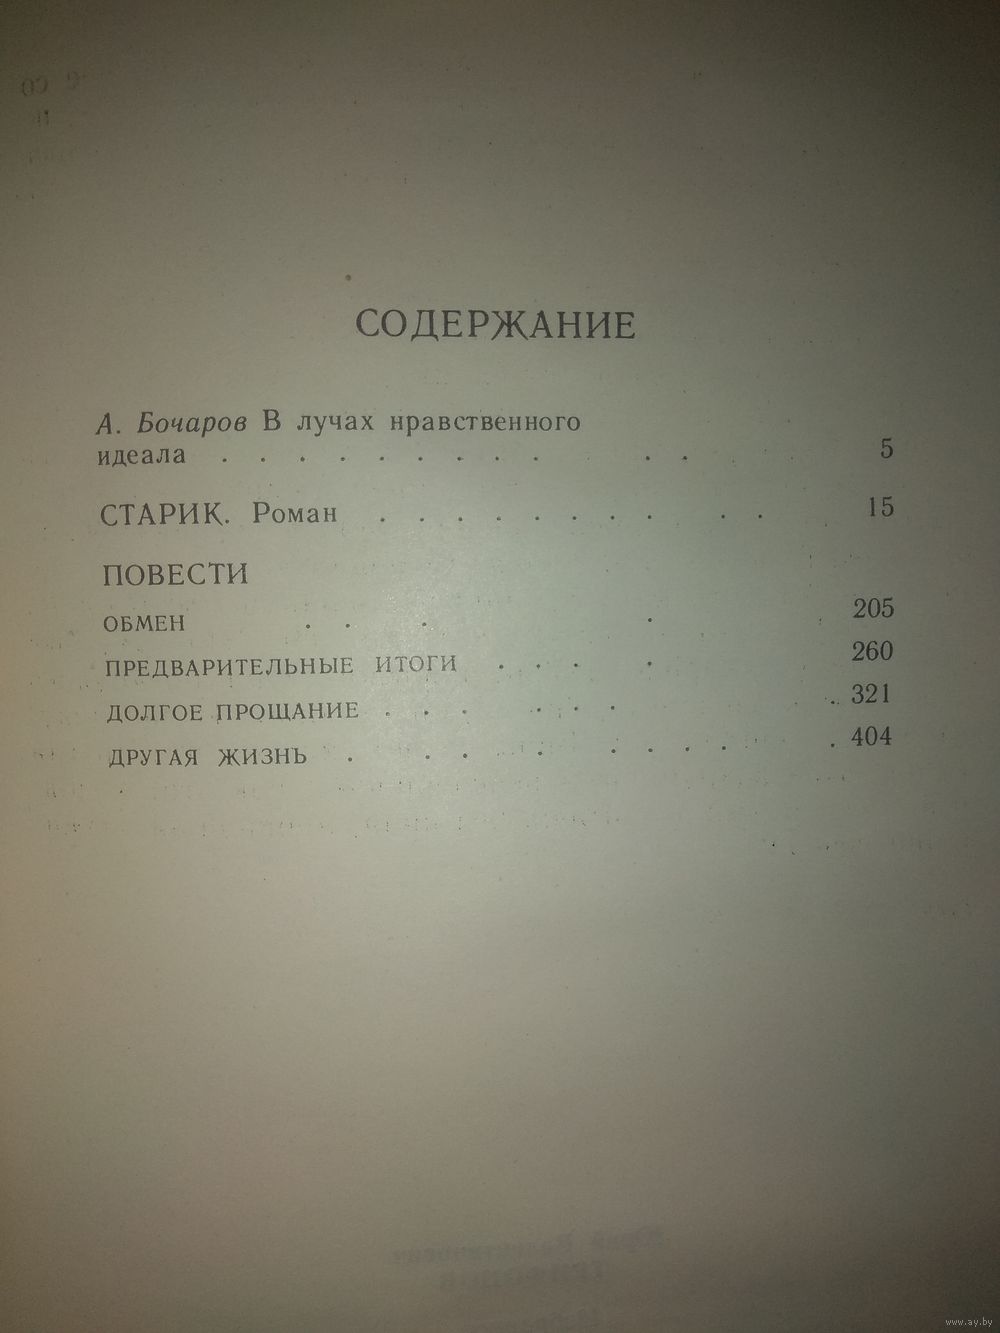 СОДЕРЖАНИЕ
А. Бочаров В лучах нравственного
идеала . . . . . . . . . . . 5
СТАРИК. Роман . . . . . . . . . . 15
ПОВЕСТИ
ОБМЕН . . . . 205
ПРЕДВАРИТЕЛЬНЫЕ ИТОГИ . . . . 260
ДОЛГОЕ ПРОЩАНИЕ . . . . . . . 321
ДРУГАЯ ЖИЗНЬ . . . . . . . . . 404
www.ay.by